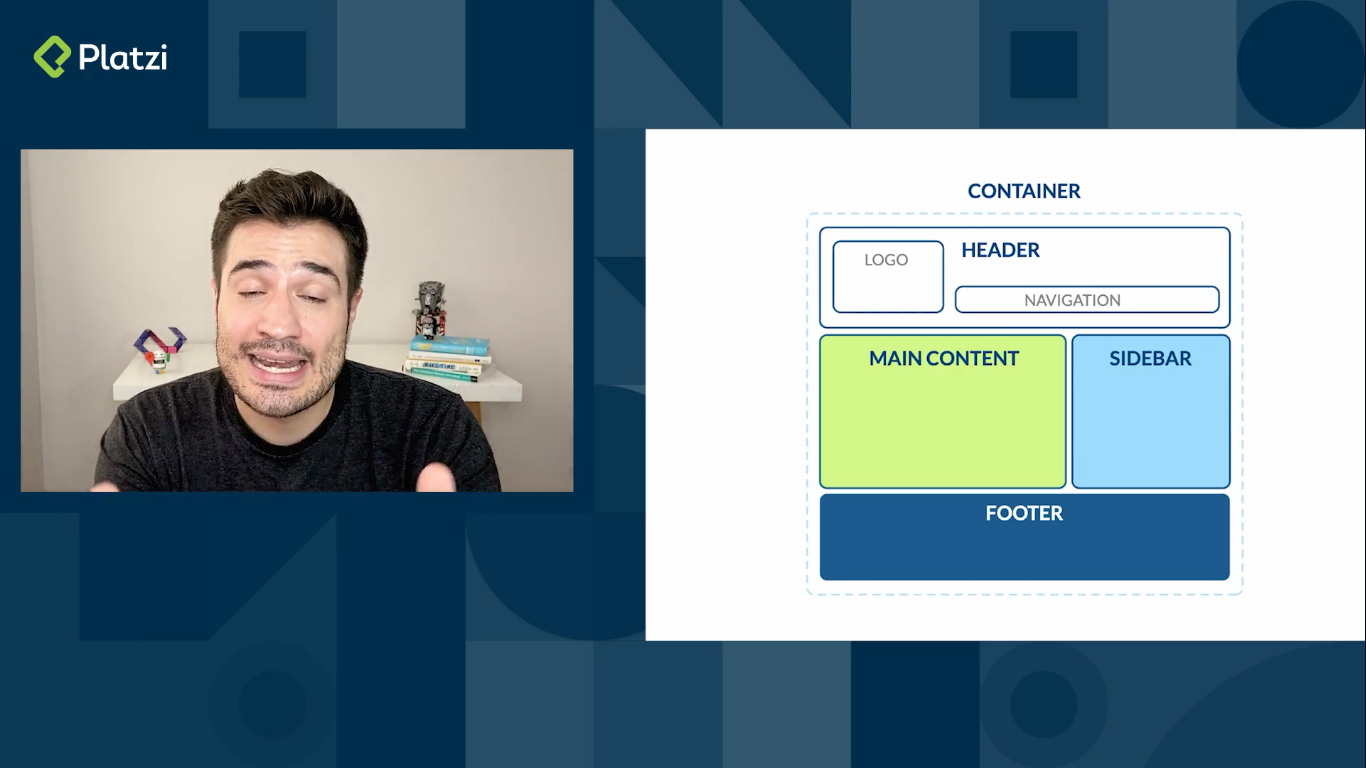 Platzi
CONTAINER
LOGO
HEADER
NAVIGATION
MAIN CONTENT
SIDEBAR
FOOTER